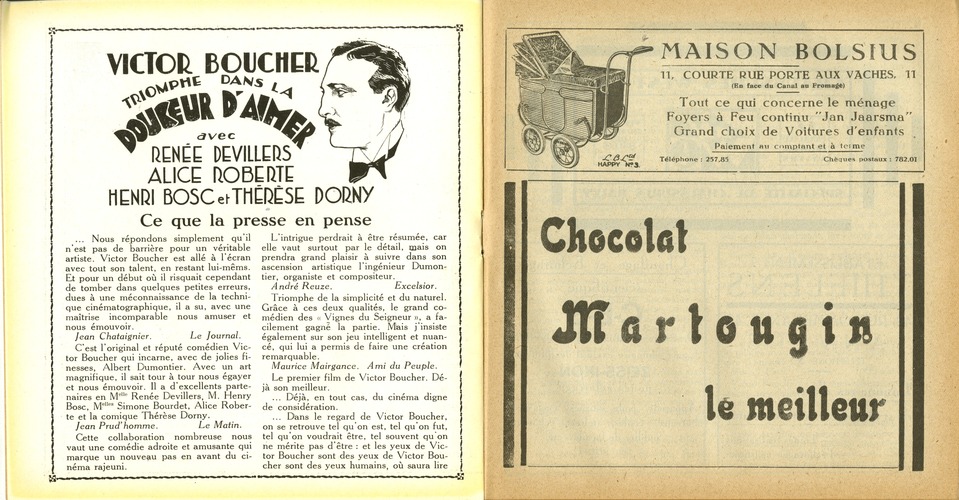 VICTOR BOUCHER
TRIOMPHE DANS LA
DOUCEUR D'AIMER
avec
RENÉE DEVILLERS
ALICE ROBERTE
HENRI BOSC et THÉRÈSE DORNY
Ce que la presse en pense
... Nous répondons simplement qu'il
n'est pas de barrière pour un véritable
artiste. Victor Boucher est allé à l'écran
avec tout son talent, en restant lui-même.
Et pour un début où il risquait cependant
de tomber dans quelques petites erreurs,
dues à une méconnaissance de la techni-
que cinématographique, il a su, avec une
maîtrise incomparable nous amuser et
nous émouvoir.
Jean Chataignier. Le Journal.
C'est l'original et réputé comédien Vic-
tor Boucher qui incarne, avec de jolies fi-
nesses, Albert Dumontier. Avec un art
magnifique, il sait tour à tour nous égayer
et nous émouvoir. Il a d'excellents parte-
naires en Mlle Renée Devillers, M. Henry
Bosc, Mlles Simone Bourdet, Alice Rober-
te et la comique Thérèse Dorny.
Jean Prud'homme. Le Matin.
Cette collaboration nombreuse nous
vaut une comédie adroite et amusante qui
marque un nouveau pas en avant du ci-
néma rajeuni.
L'intrigue perdrait à être résumée, car
elle vaut surtout par le détail, mais on
prendra grand plaisir à suivre dans son
ascension artistique l'ingénieur Dumon-
tier, organiste et compositeur.
André Reuze. Excelsior.
Triomphe de la simplicité et du naturel.
Grâce à ces deux qualités, le grand co-
médien des « Vignes du Seigneur », a fa-
cilement gagné la partie. Mais j'insiste
également sur son jeu intelligent et nuan-
cé, qui lui a permis de faire une création
remarquable.
Maurice Mairgance. Ami du Peuple.
Le premier film de Victor Boucher. Dé-
jà son meilleur.
... Déjà, en tout cas, du cinéma digne
de considération.
... Dans le regard de Victor Boucher,
on se retrouve tel qu'on est, tel qu'on fut,
tel qu'on voudrait être, tel souvent qu'on
ne mérite pas d'être : et les yeux de Vic-
tor Boucher sont des yeux de Victor Bou-
cher sont des yeux humains, où saura lire
MAISON BOLSIUS
11, COURTE RUE PORTE AUX VACHES, 11
(En face du Canal au Fromage)
Tout ce qui concerne le ménage
Foyers à Feu continu "Jan Jaarsma"
Grand choix de Voitures d'enfants
Paiement au comptant et à terme
Téléphone : 257,85 Chèques postaux : 782.01
L.B. Ltd
HAPPY No 3.
Chocolat
Martougin
le meilleur